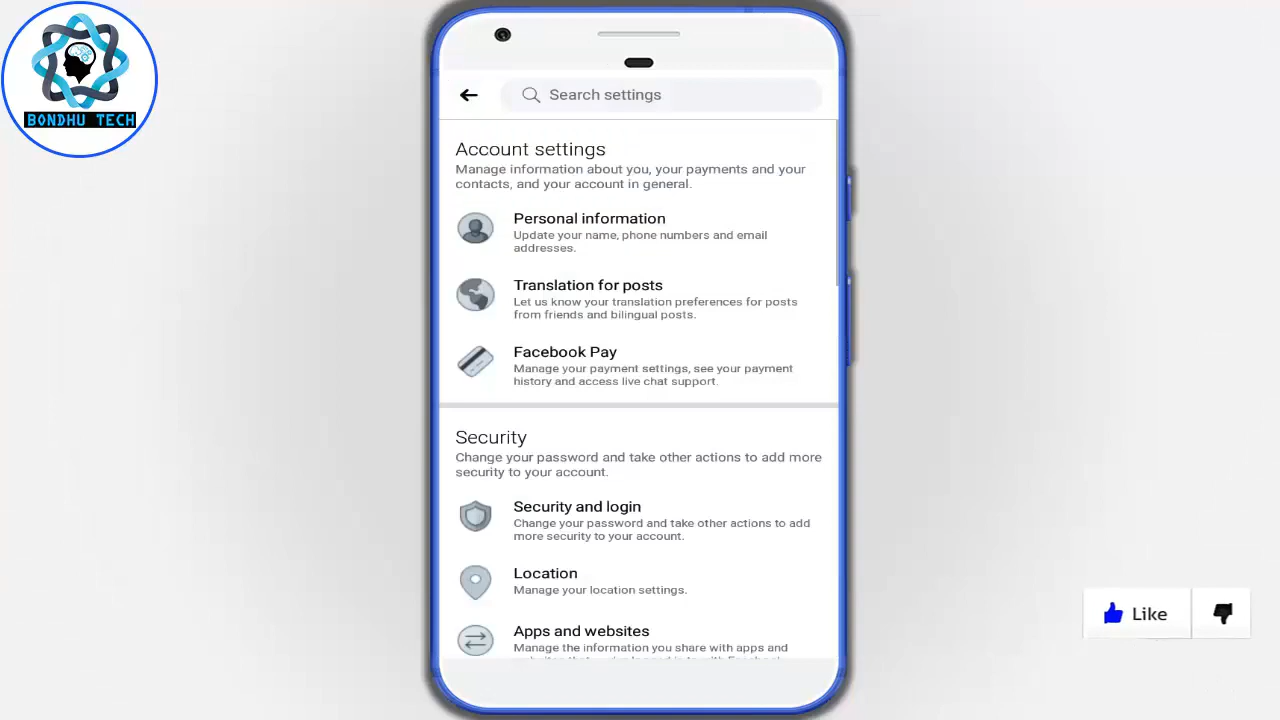 BONDHU TECH
Search settings
Account settings
Manage information about you, your payments and your
contacts, and your account in general.
Personal information
Update your name, phone numbers and email
addresses.
Translation for posts
Let us know your translation preferences for posts
from friends and bilingual posts.
Facebook Pay
Manage your payment settings, see your payment
history and access live chat support.
Security
Change your password and take other actions to add more
security to your account.
Security and login
Change your password and take other actions to add
more security to your account.
Location
Manage your location settings.
Apps and websites
Manage the information you share with apps and
Like